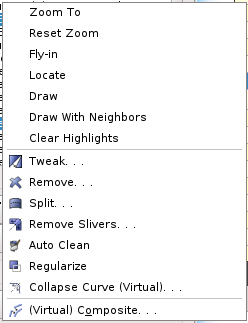 Zoom To
Reset Zoom
Fly-in
Locate
Draw
Draw With Neighbors
Clear Highlights
Tweak. . .
Remove. . .
Split. . .
Remove Slivers. . .
Auto Clean
Regularize
Collapse Curve (Virtual). . .
(Virtual) Composite. . .